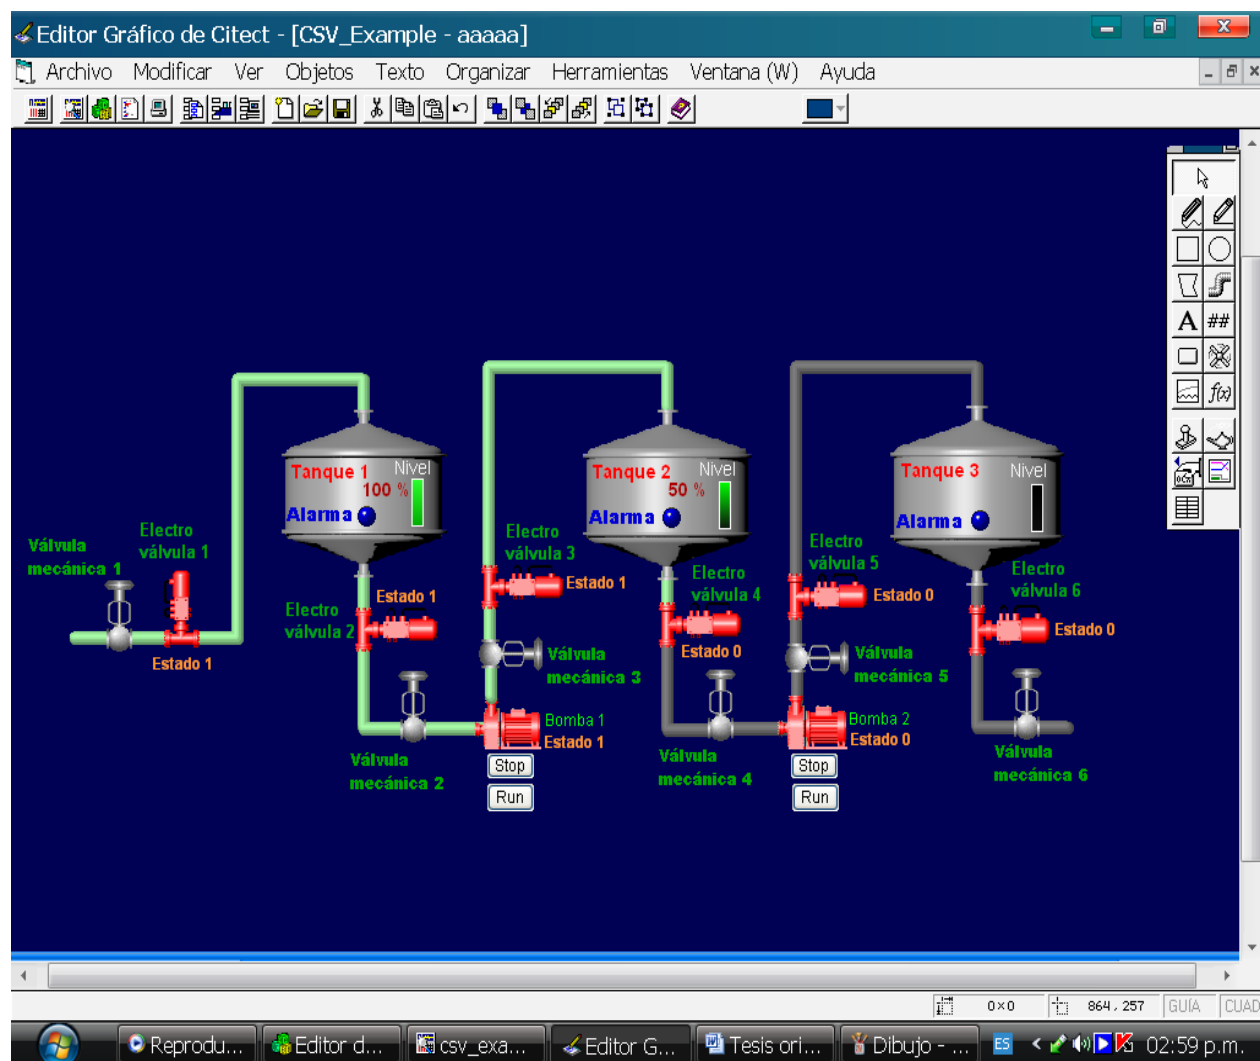 Editor Gráfico de Citect - [CSV_Example - aaaaa]
Archivo Modificar Ver Objetos Texto Organizar Herramientas Ventana (W) Ayuda
A ##
f(x)
Tanque 1 Nivel
100 %
Alarma
Tanque 2 Nivel
50 %
Alarma
Tanque 3 Nivel
Alarma
Válvula
mecánica 1
Electro
válvula 1
Estado 1
Electro
válvula 2
Estado 1
Válvula
mecánica 2
Electro
válvula 3
Estado 1
Válvula
mecánica 3
Bomba 1
Estado 1
Stop
Run
Electro
válvula 4
Estado 0
Válvula
mecánica 4
Electro
válvula 5
Estado 0
Válvula
mecánica 5
Bomba 2
Estado 0
Stop
Run
Electro
válvula 6
Estado 0
Válvula
mecánica 6
0×0 864, 257 GUÍA CUAD
Reprodu... Editor d... csv_exa... Editor G... Tesis ori... Dibujo - ... ES 02:59 p.m.